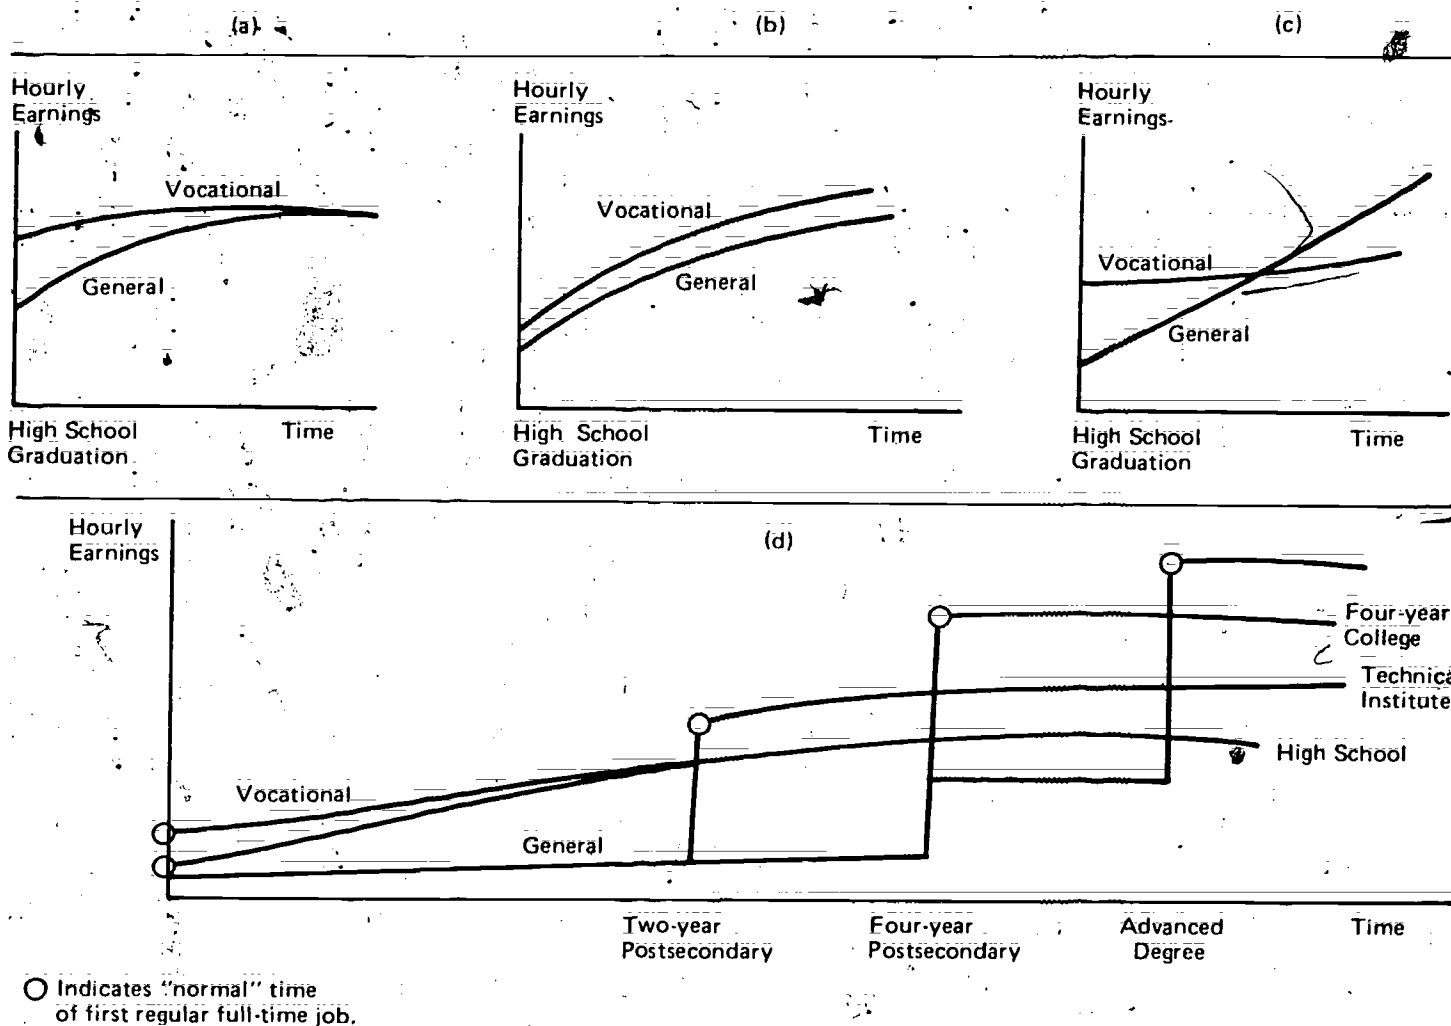 (a)
(b)
(c)
Hourly
Earnings
Vocational
General
High School
Graduation
Time
Hourly
Earnings
Vocational
General
High School
Graduation
Time
Hourly
Earnings
Vocational
General
High School
Graduation
Time
(d)
Hourly
Earnings
Vocational
General
Four-year
College
Technica
Institute
High School
Two-year
Postsecondary
Four-year
Postsecondary
Advanced
Degree
Time
Indicates "normal" time
of first regular full-time job.